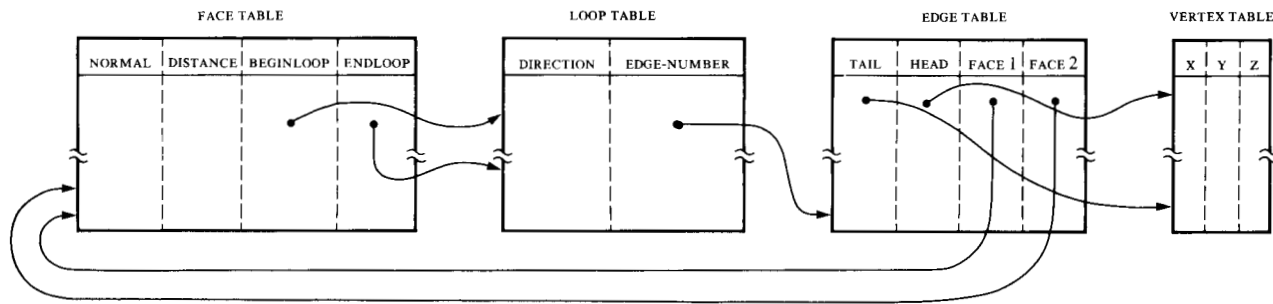 FACE TABLE LOOP TABLE EDGE TABLE VERTEX TABLE
NORMAL DISTANCE BEGINLOOP ENDLOOP DIRECTION EDGE-NUMBER TAIL HEAD FACE 1 FACE 2 X Y Z